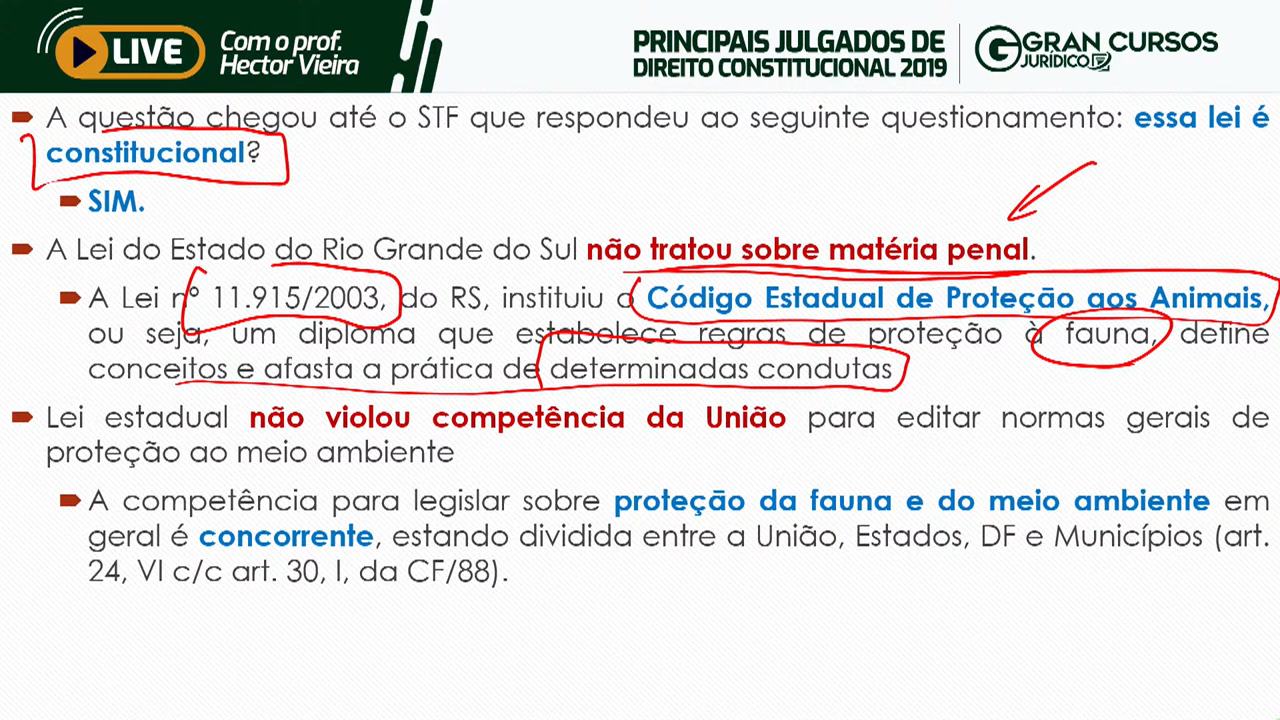 LIVE
Com o prof.
Hector Vieira
PRINCIPAIS JULGADOS DE
DIREITO CONSTITUCIONAL 2019
GRAN CURSOS
JURÍDICO
A questão chegou até o STF que respondeu ao seguinte questionamento: essa lei é
constitucional?
SIM.
A Lei do Estado do Rio Grande do Sul não tratou sobre matéria penal.
A Lei nº 11.915/2003, do RS, instituiu o Código Estadual de Proteção aos Animais,
ou seja, um diploma que estabelece regras de proteção à fauna, define
conceitos e afasta a prática de determinadas condutas
Lei estadual não violou competência da União para editar normas gerais de
proteção ao meio ambiente
A competência para legislar sobre proteção da fauna e do meio ambiente em
geral é concorrente, estando dividida entre a União, Estados, DF e Municípios (art.
24, VI c/c art. 30, I, da CF/88).